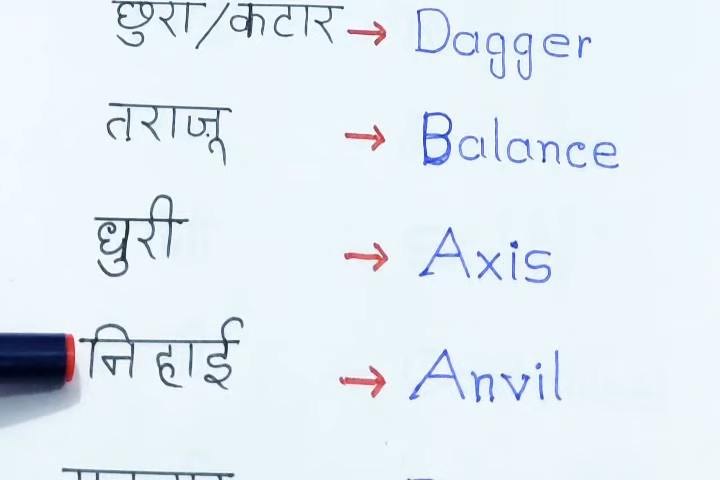 छुरा/कटार → Dagger
तराजू → Balance
धुरी → Axis
निहाई → Anvil